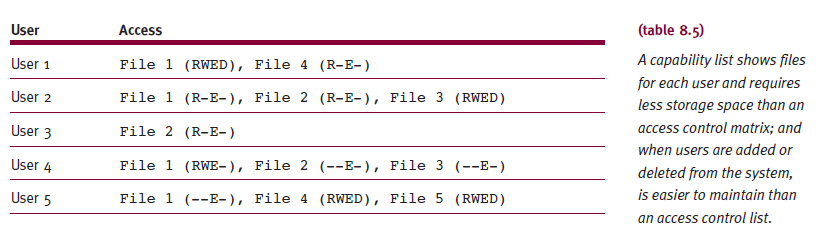 User Access
User 1 File 1 (RWED), File 4 (R-E-)
User 2 File 1 (R-E-), File 2 (R-E-), File 3 (RWED)
User 3 File 2 (R-E-)
User 4 File 1 (RWE-), File 2 (--E-), File 3 (--E-)
User 5 File 1 (--E-), File 4 (RWED), File 5 (RWED)
(table 8.5)
A capability list shows files
for each user and requires
less storage space than an
access control matrix; and
when users are added or
deleted from the system,
is easier to maintain than
an access control list.